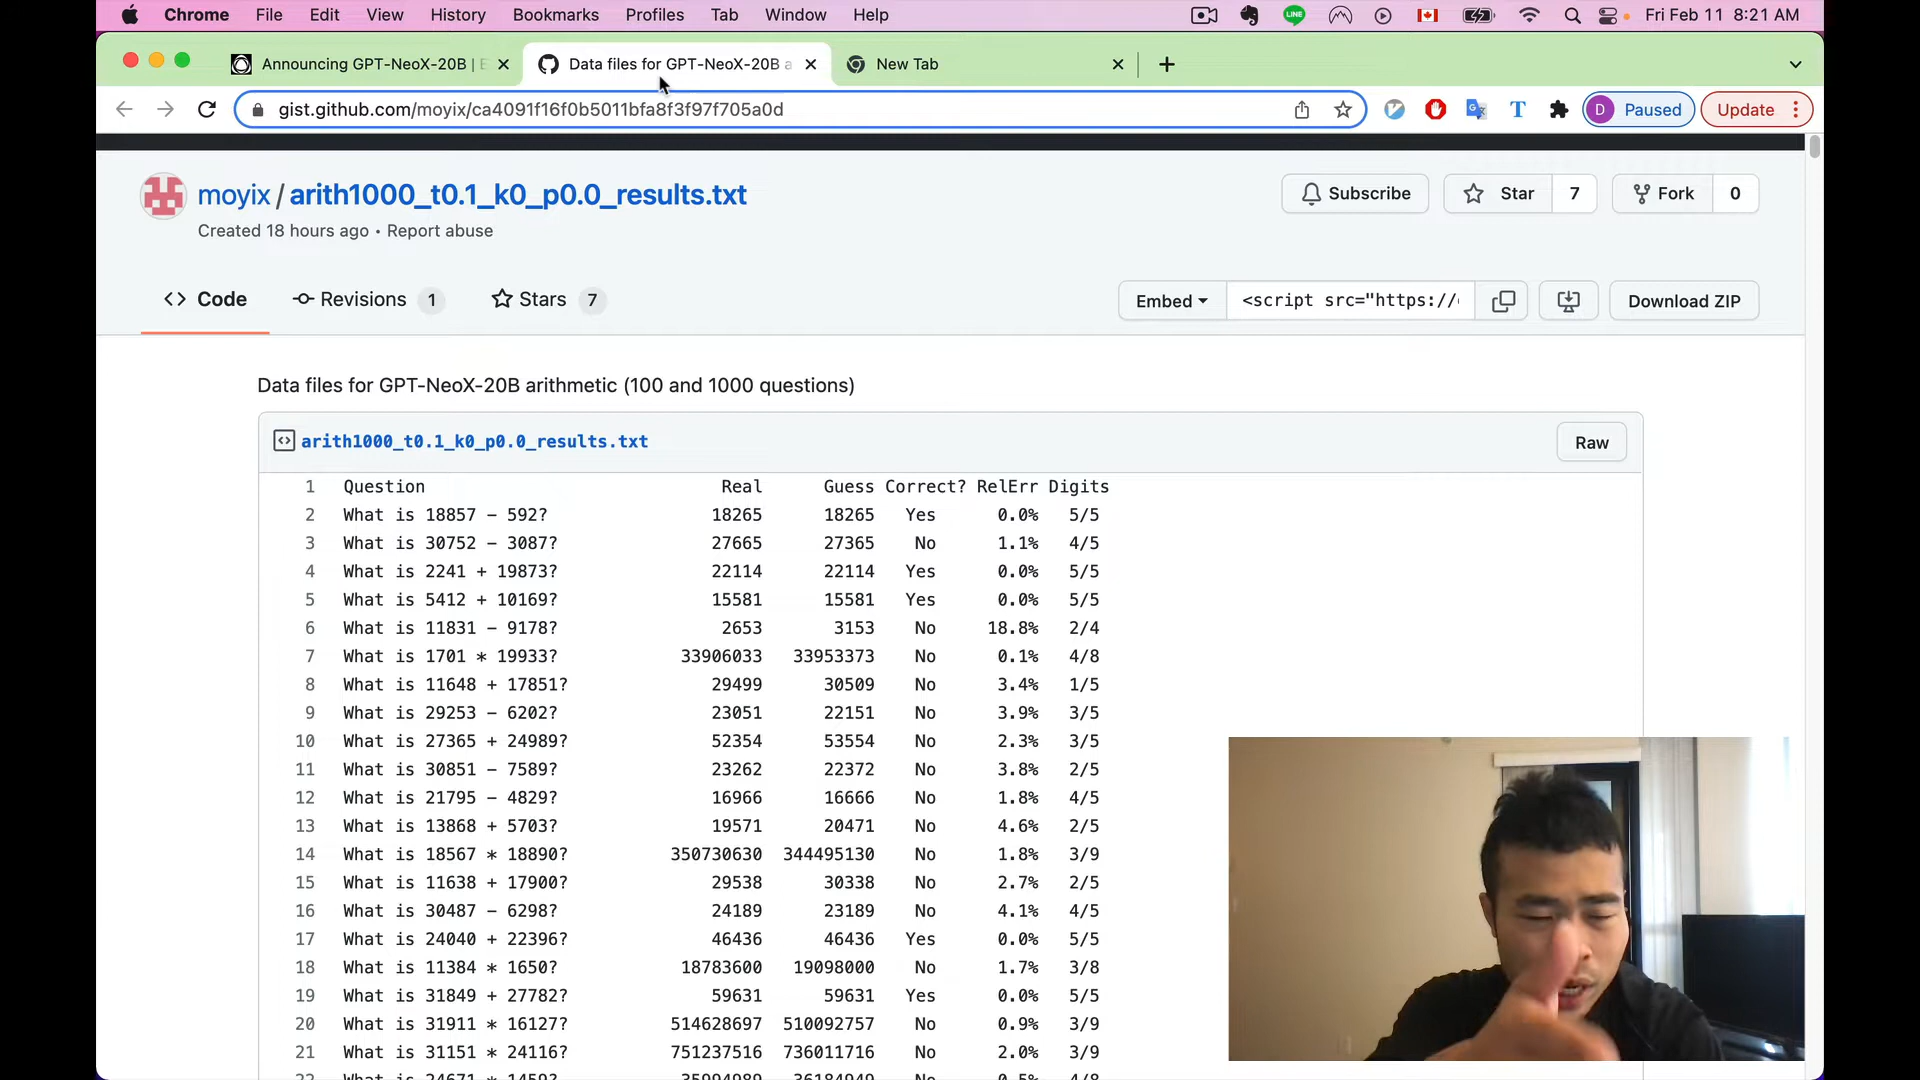 Chrome File Edit View History Bookmarks Profiles Tab Window Help LINE Fri Feb 11 8:21 AM
Announcing GPT-NeoX-20B | Data files for GPT-NeoX-20B a New Tab
gist.github.com/moyix/ca4091f16f0b5011bfa8f3f97f705a0d T D Paused Update
moyix / arith1000_t0.1_k0_p0.0_results.txt Subscribe Star 7 Fork 0
Created 18 hours ago • Report abuse
Code Revisions 1 Stars 7 Embed <script src="https:// Download ZIP
Data files for GPT-NeoX-20B arithmetic (100 and 1000 questions)
arith1000_t0.1_k0_p0.0_results.txt Raw
1 Question Real Guess Correct? RelErr Digits
2 What is 18857 - 592? 18265 18265 Yes 0.0% 5/5
3 What is 30752 - 3087? 27665 27365 No 1.1% 4/5
4 What is 2241 + 19873? 22114 22114 Yes 0.0% 5/5
5 What is 5412 + 10169? 15581 15581 Yes 0.0% 5/5
6 What is 11831 - 9178? 2653 3153 No 18.8% 2/4
7 What is 1701 * 19933? 33906033 33953373 No 0.1% 4/8
8 What is 11648 + 17851? 29499 30509 No 3.4% 1/5
9 What is 29253 - 6202? 23051 22151 No 3.9% 3/5
10 What is 27365 + 24989? 52354 53554 No 2.3% 3/5
11 What is 30851 - 7589? 23262 22372 No 3.8% 2/5
12 What is 21795 - 4829? 16966 16666 No 1.8% 4/5
13 What is 13868 + 5703? 19571 20471 No 4.6% 2/5
14 What is 18567 * 18890? 350730630 344495130 No 1.8% 3/9
15 What is 11638 + 17900? 29538 30338 No 2.7% 2/5
16 What is 30487 - 6298? 24189 23189 No 4.1% 4/5
17 What is 24040 + 22396? 46436 46436 Yes 0.0% 5/5
18 What is 11384 * 1650? 18783600 19098000 No 1.7% 3/8
19 What is 31849 + 27782? 59631 59631 Yes 0.0% 5/5
20 What is 31911 * 16127? 514628697 510092757 No 0.9% 3/9
21 What is 31151 * 24116? 751237516 736011716 No 2.0% 3/9